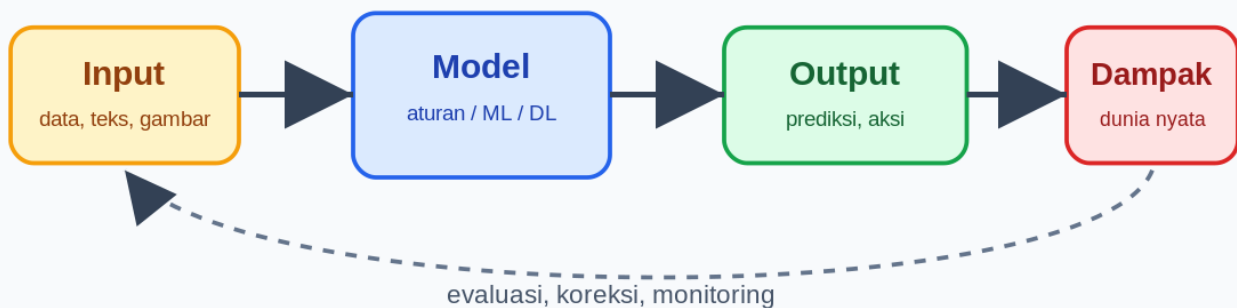 Input
data, teks, gambar
Model
aturan / ML / DL
Output
prediksi, aksi
Dampak
dunia nyata
evaluasi, koreksi, monitoring